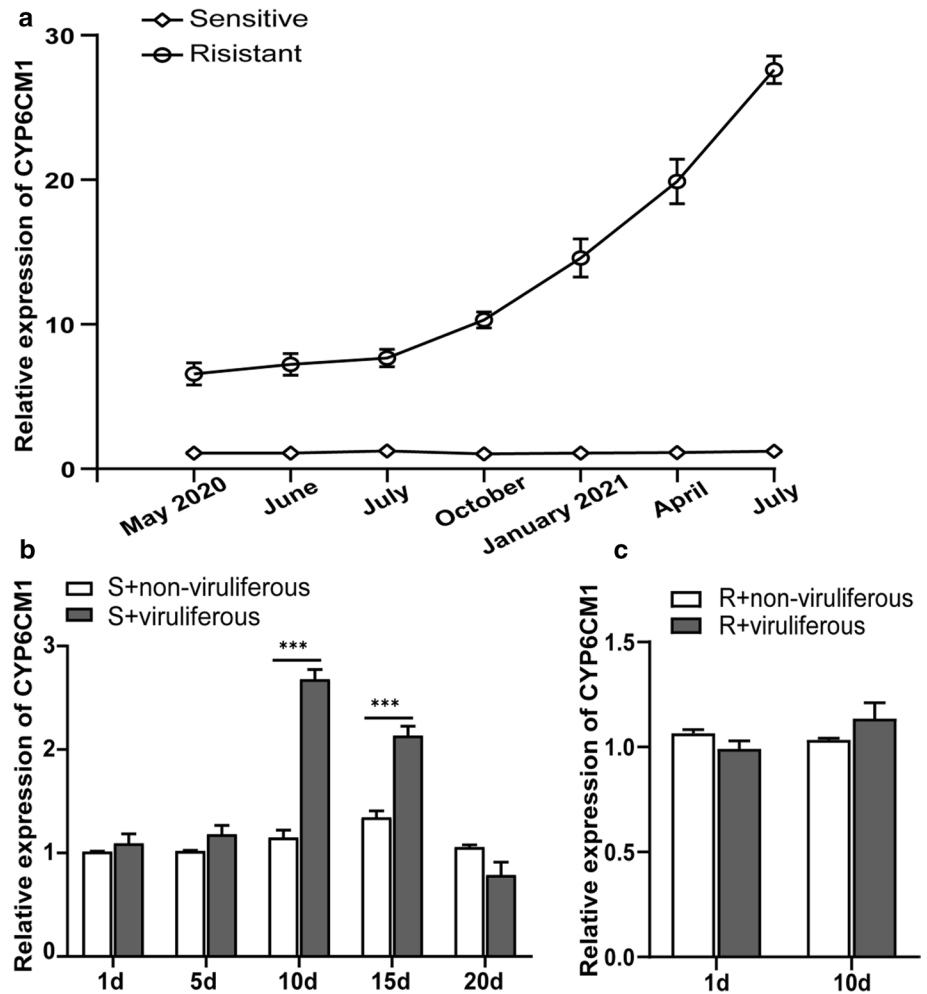 a
Sensitive
Risistant
Relative expression of CYP6CM1
30
20
10
0
May 2020
June
July
October
January 2021
April
July
b
S+non-viruliferous
S+viruliferous
Relative expression of CYP6CM1
3
2
1
0
***
***
1d
5d
10d
15d
20d
c
R+non-viruliferous
R+viruliferous
Relative expression of CYP6CM1
1.5
1.0
0.5
0.0
1d
10d